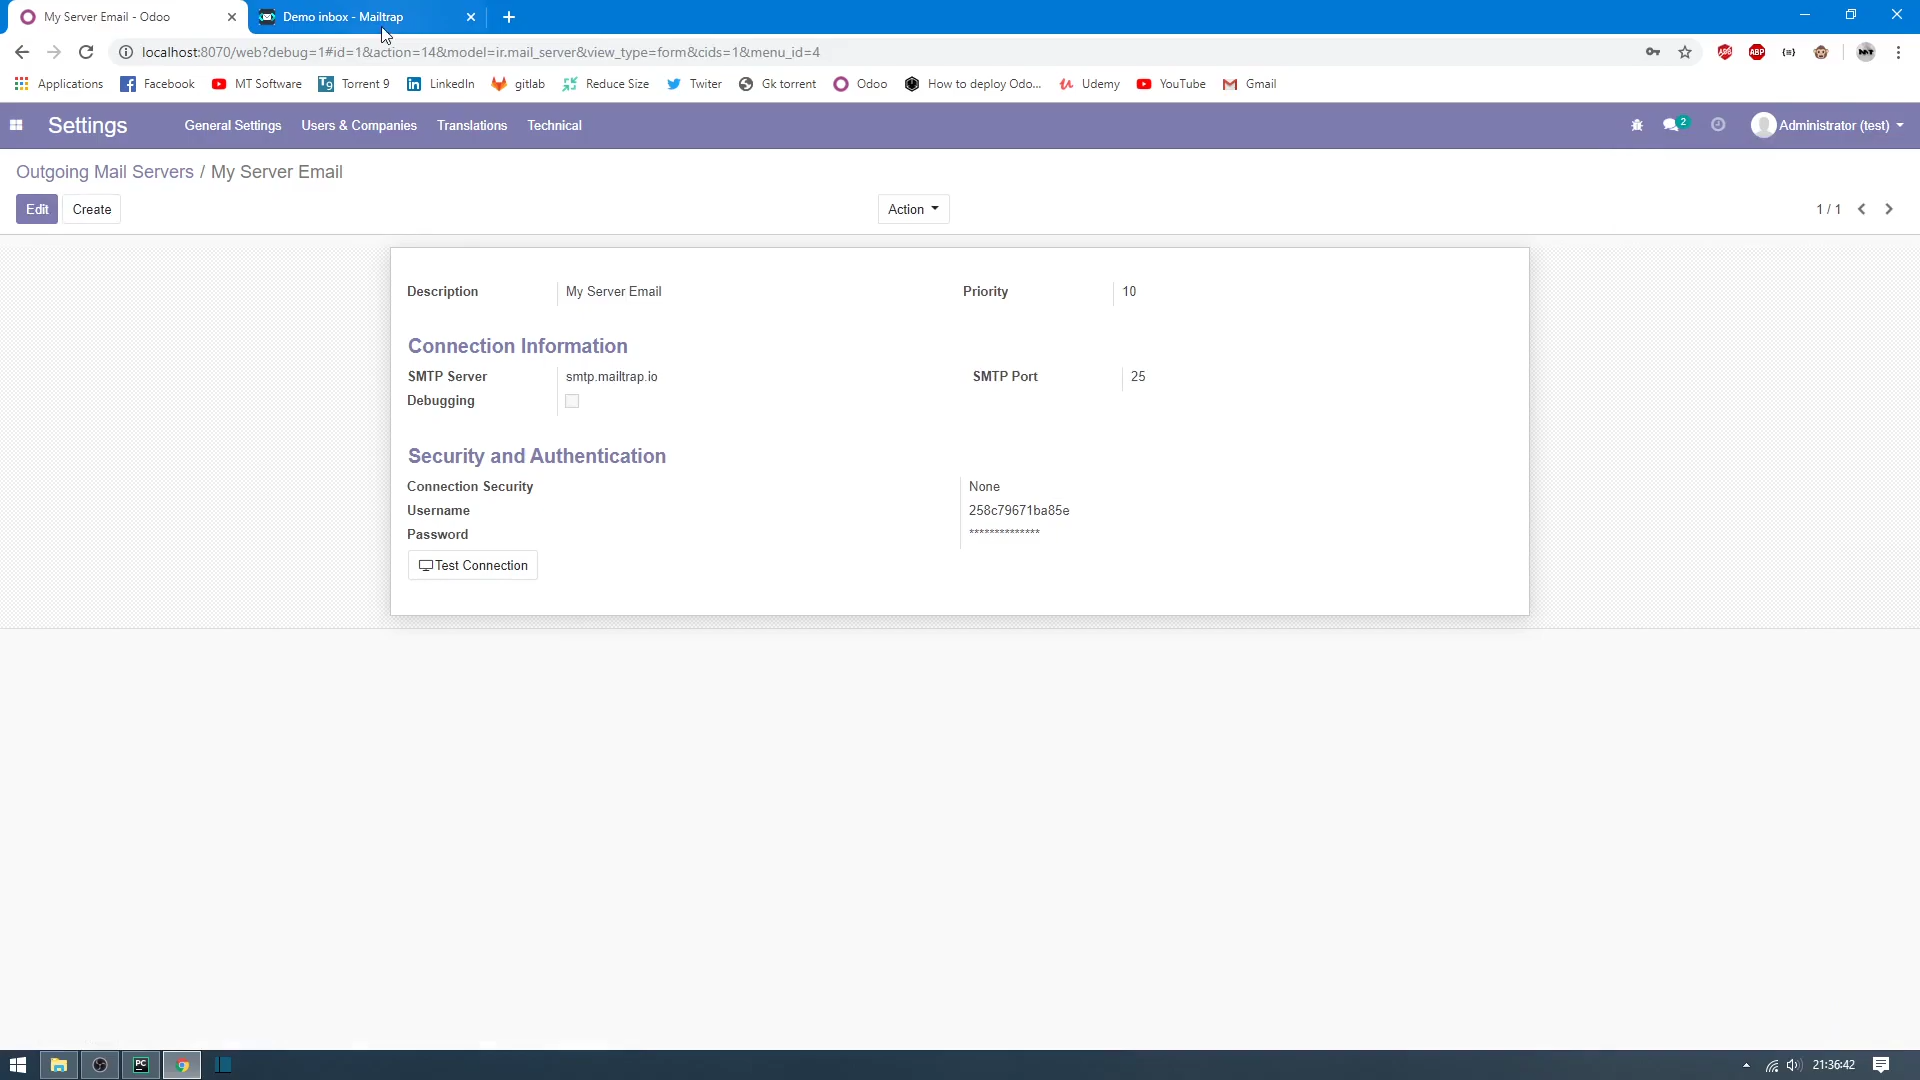 My Server Email - Odoo
Demo inbox - Mailtrap
localhost:8070/web?debug=1#id=1&action=14&model=ir.mail_server&view_type=form&cids=1&menu_id=4
Applications Facebook MT Software Torrent 9 LinkedIn gitlab Reduce Size Twiter Gk torrent Odoo How to deploy Odo... Udemy YouTube Gmail
Settings General Settings Users & Companies Translations Technical 2 Administrator (test)
Outgoing Mail Servers / My Server Email
Edit Create Action 1 / 1
Description My Server Email Priority 10
Connection Information
SMTP Server smtp.mailtrap.io SMTP Port 25
Debugging
Security and Authentication
Connection Security None
Username 258c79671ba85e
Password **************
Test Connection
21:36:42